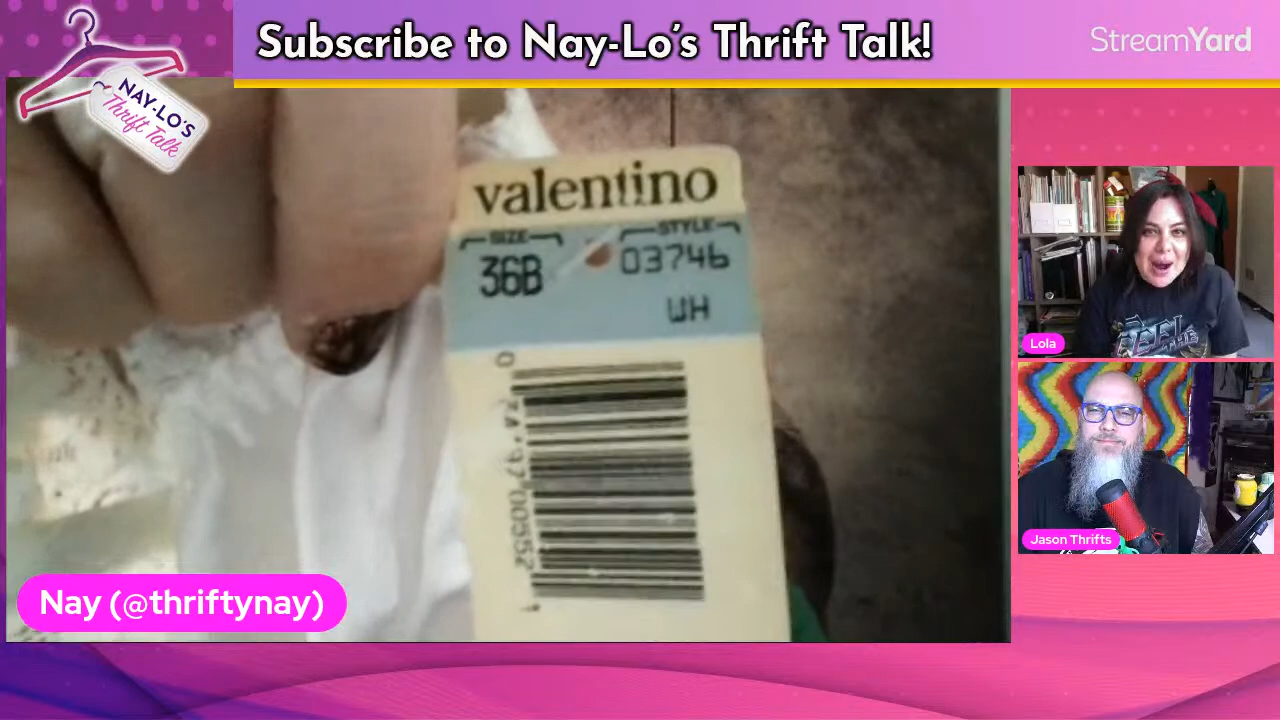 Subscribe to Nay-Lo's Thrift Talk!
StreamYard
NAY-LO'S
Thrift Talk
valentino
SIZE
STYLE
36B
03746
WH
Lola
Jason Thrifts
Nay (@thriftynay)